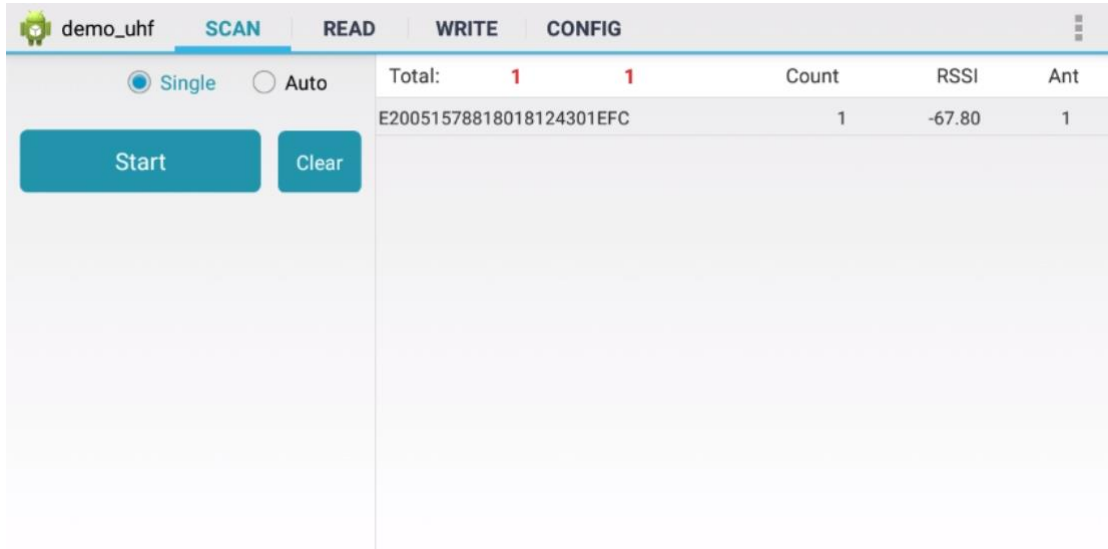 demo_uhf SCAN READ WRITE CONFIG
Single Auto
Start Clear
Total: 1 1 Count RSSI Ant
E20051578818018124301EFC 1 -67.80 1